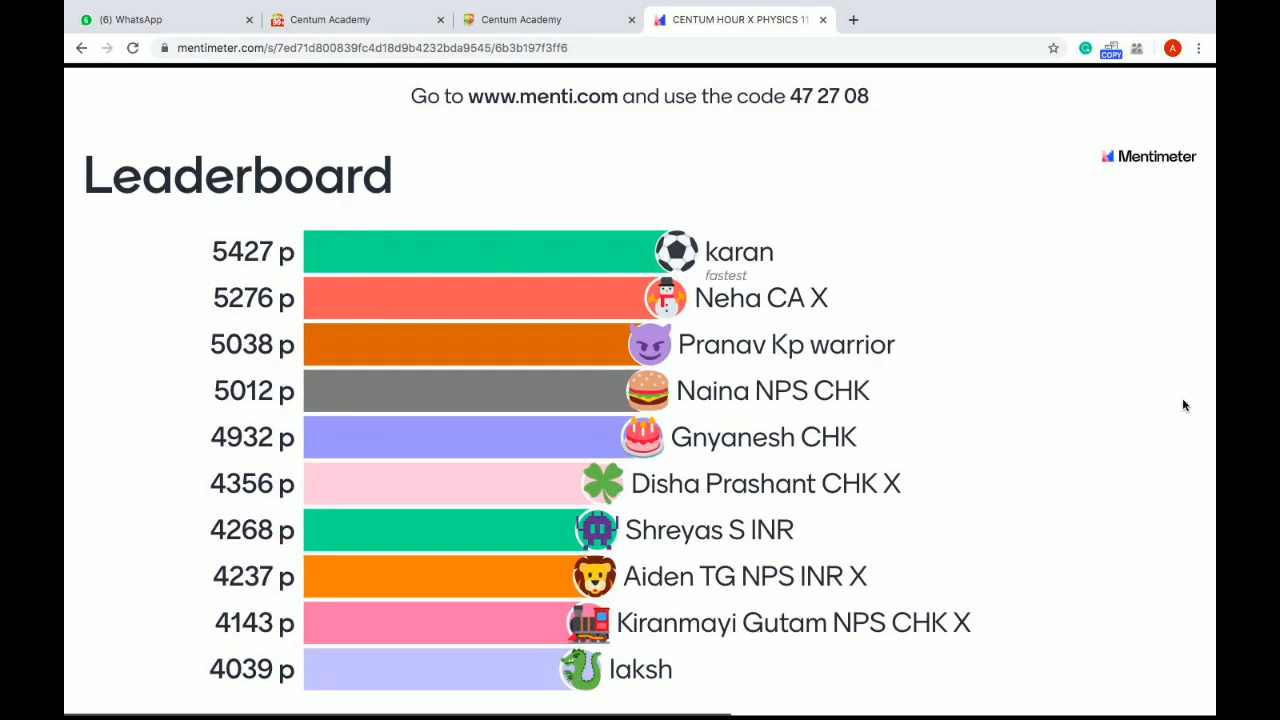 (6) WhatsApp
Centum Academy
Centum Academy
CENTUM HOUR X PHYSICS 11
mentimeter.com/s/7ed71d800839fc4d18d9b4232bda9545/6b3b197f3ff6
COPY
A
Go to www.menti.com and use the code 47 27 08
Mentimeter
Leaderboard
5427 p karan
fastest
5276 p Neha CA X
5038 p Pranav Kp warrior
5012 p Naina NPS CHK
4932 p Gnyanesh CHK
4356 p Disha Prashant CHK X
4268 p Shreyas S INR
4237 p Aiden TG NPS INR X
4143 p Kiranmayi Gutam NPS CHK X
4039 p laksh